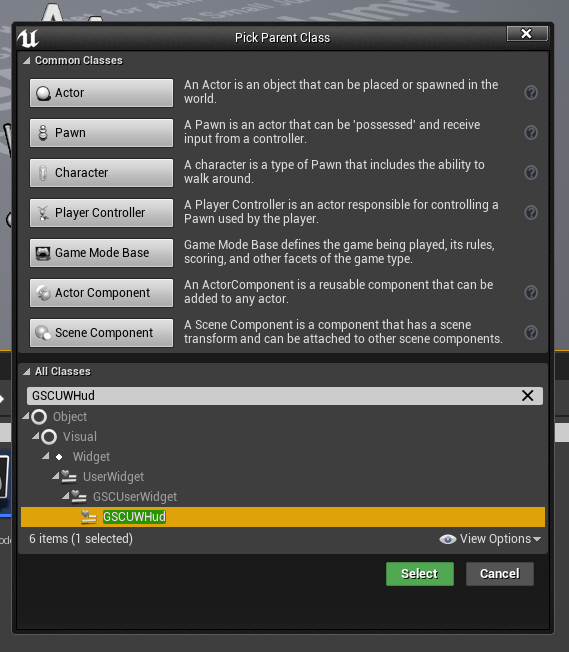 Pick Parent Class
Common Classes
Actor
An Actor is an object that can be placed or spawned in the
world.
Pawn
A Pawn is an actor that can be 'possessed' and receive
input from a controller.
Character
A character is a type of Pawn that includes the ability to
walk around.
Player Controller
A Player Controller is an actor responsible for controlling a
Pawn used by the player.
Game Mode Base
Game Mode Base defines the game being played, its rules,
scoring, and other facets of the game type.
Actor Component
An ActorComponent is a reusable component that can be
added to any actor.
Scene Component
A Scene Component is a component that has a scene
transform and can be attached to other scene components.
All Classes
GSCUWHud
Object
Visual
Widget
UserWidget
GSCUserWidget
GSCUWHud
6 items (1 selected)
View Options
Select
Cancel